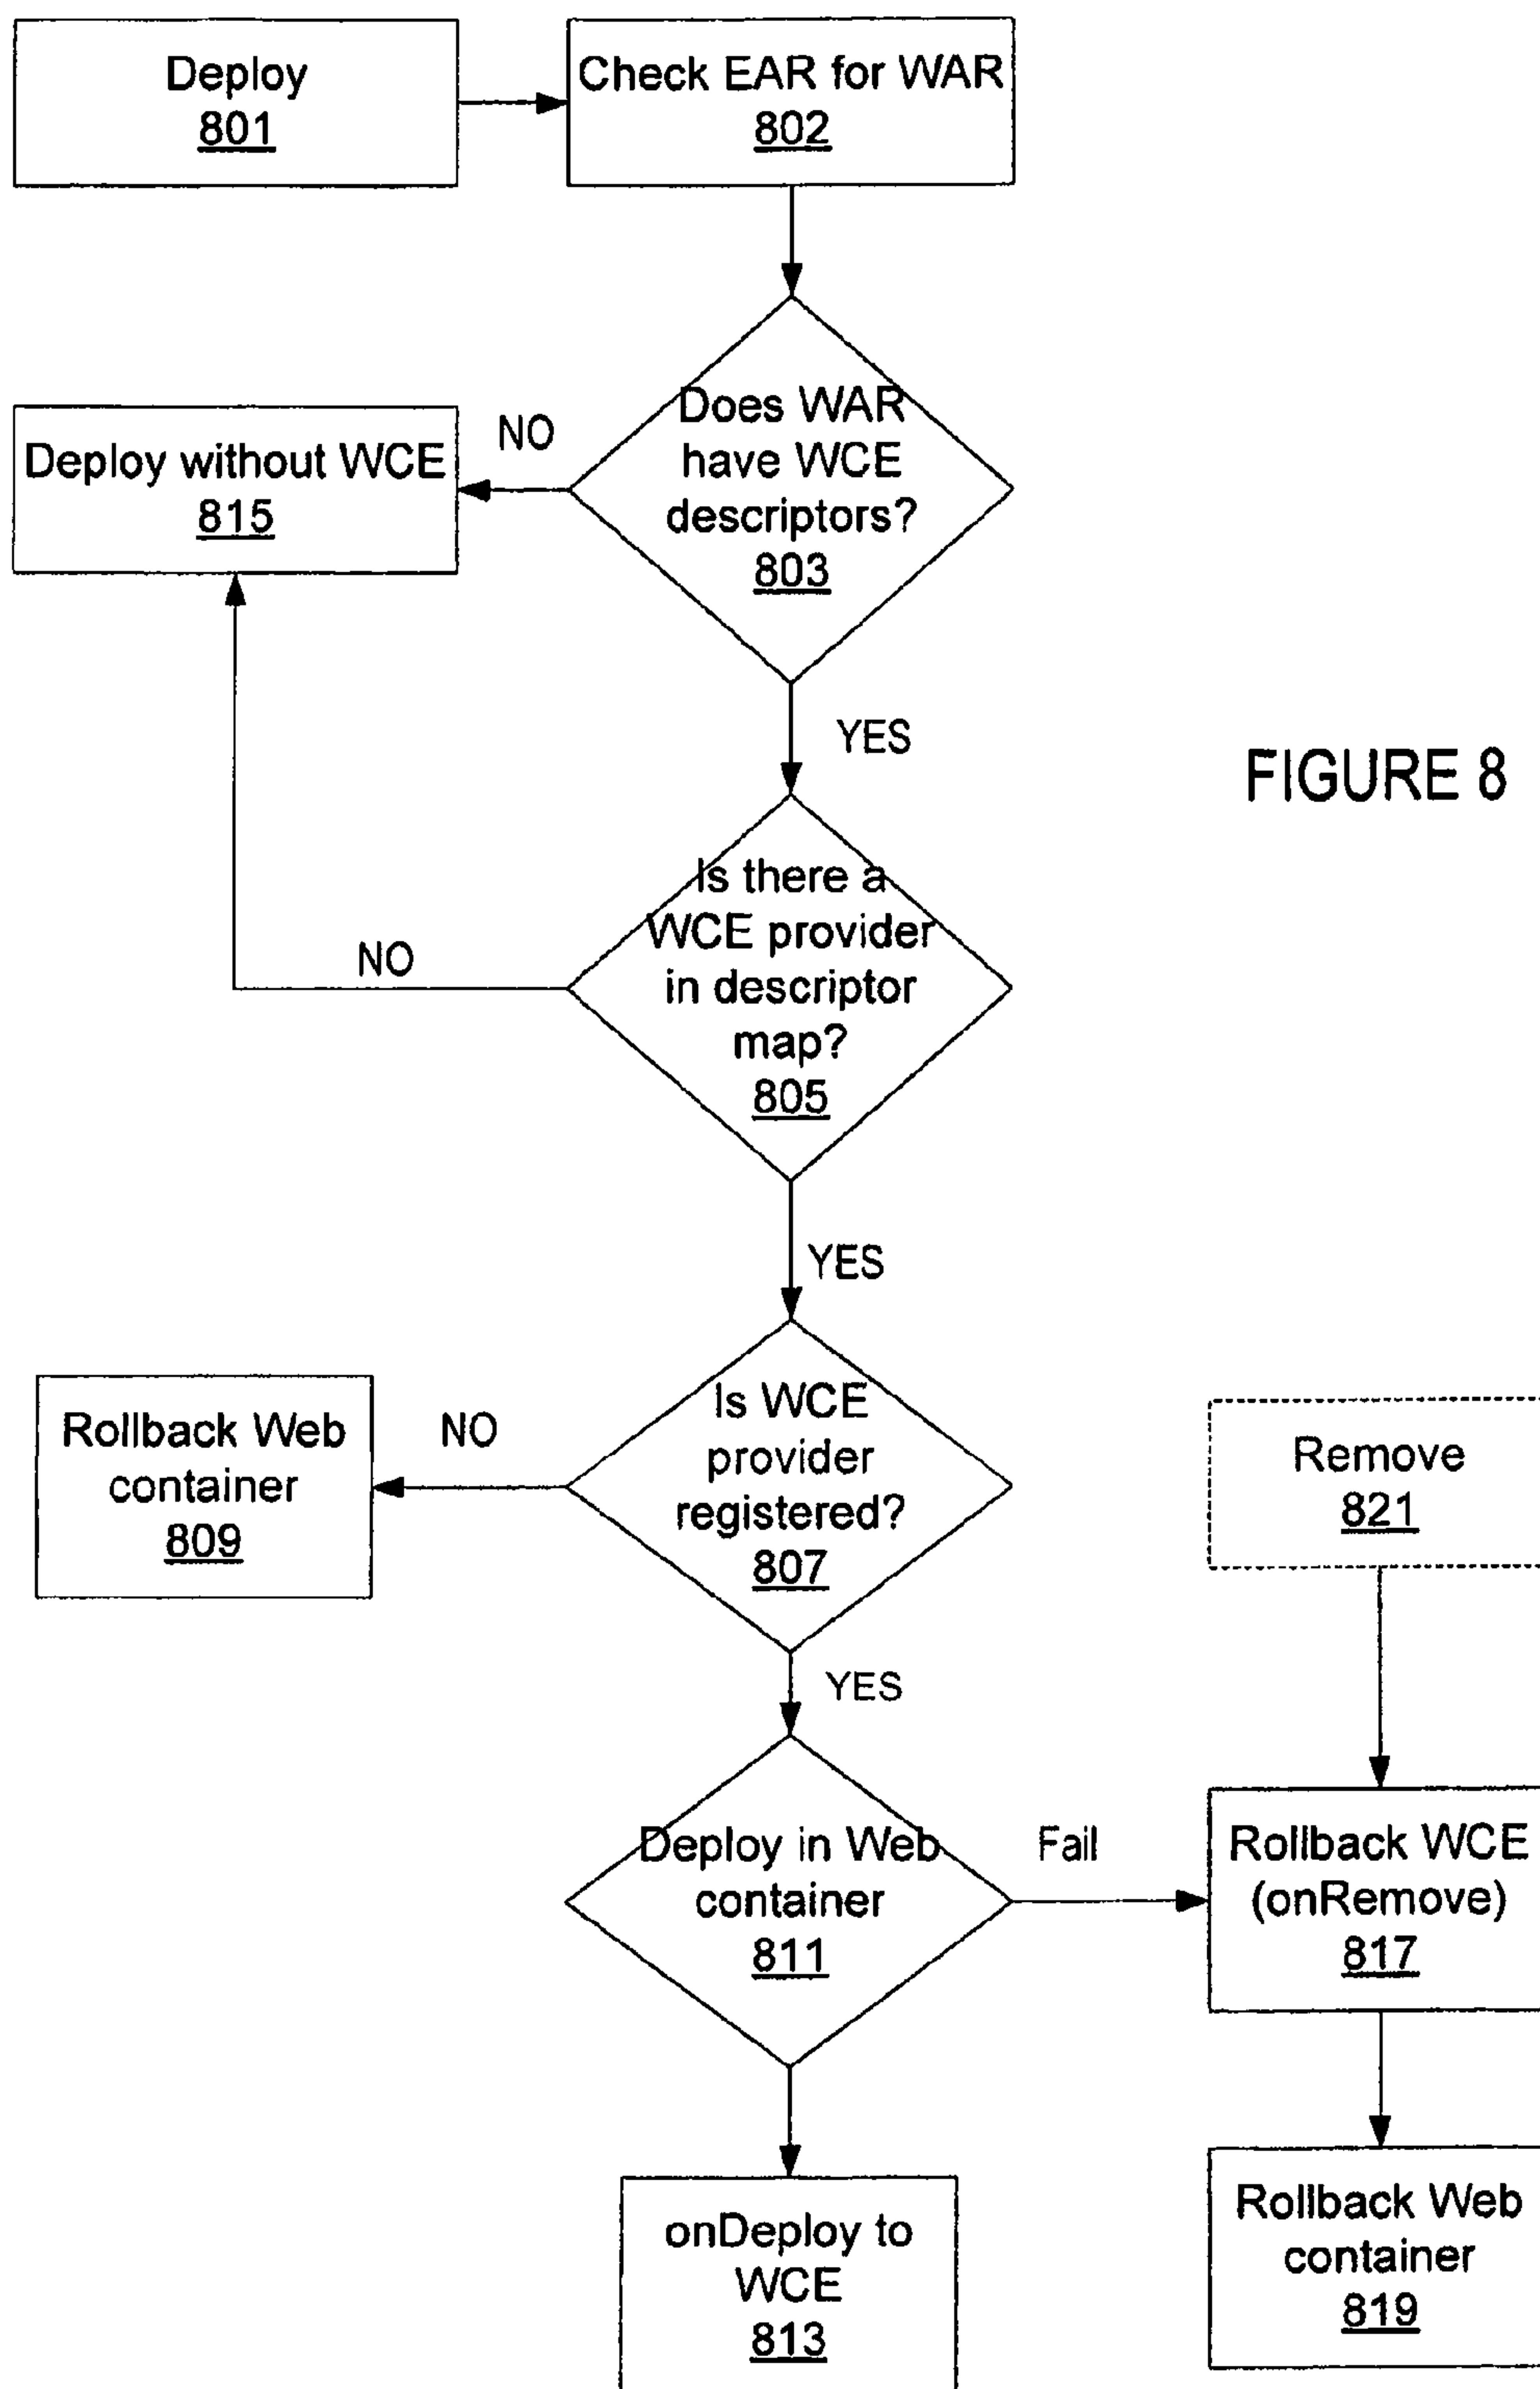 Deploy
801
Check EAR for WAR
802
Does WAR
have WCE
descriptors?
803
NO
Deploy without WCE
815
YES
FIGURE 8
Is there a
WCE provider
in descriptor
map?
805
NO
YES
Is WCE
provider
registered?
807
NO
Rollback Web
container
809
Remove
821
YES
Deploy in Web
container
811
Fail
Rollback WCE
(onRemove)
817
onDeploy to
WCE
813
Rollback Web
container
819